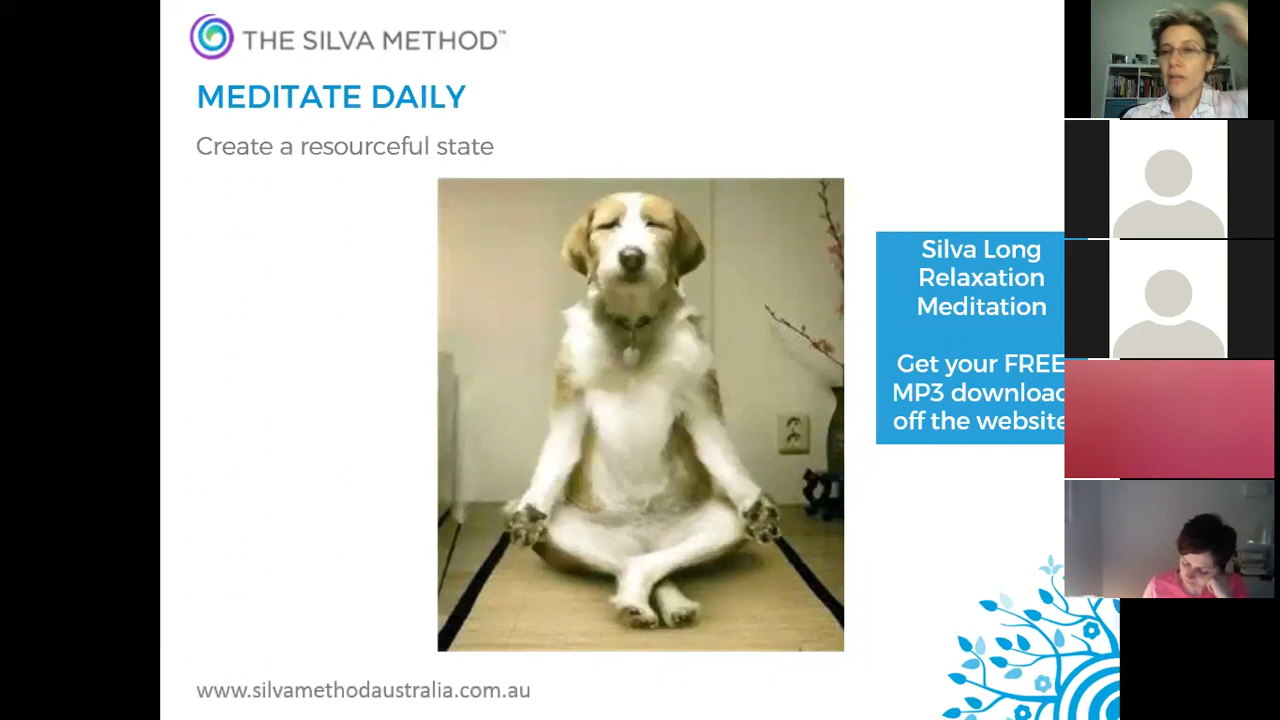 THE SILVA METHOD™
MEDITATE DAILY
Create a resourceful state
Silva Long
Relaxation
Meditation
Get your FREE
MP3 download
off the website
www.silvamethodaustralia.com.au